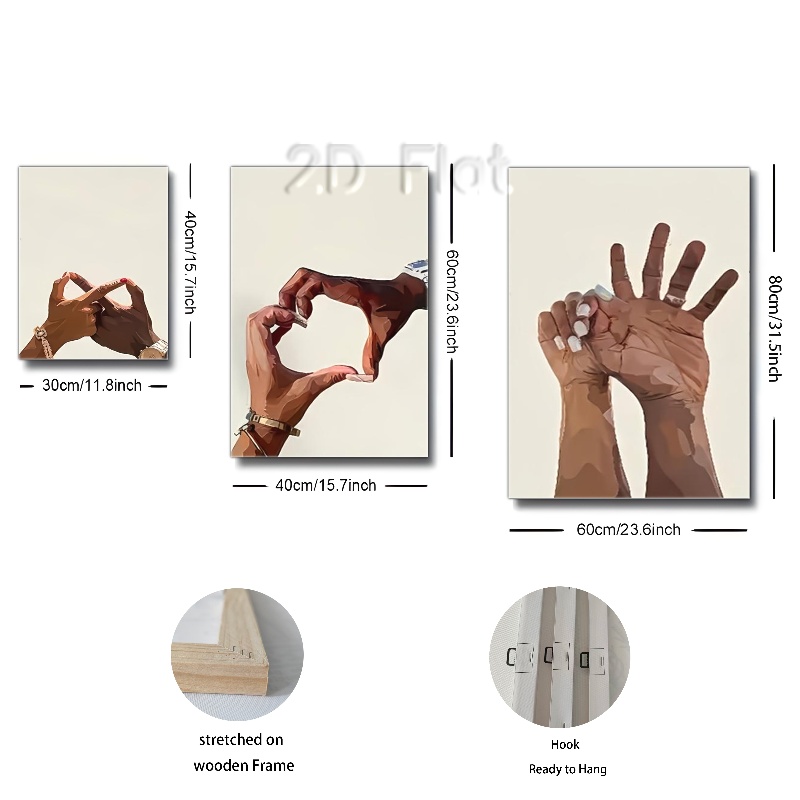 2D Flat
40cm/15.7inch
30cm/11.8inch
60cm/23.6inch
40cm/15.7inch
80cm/31.5inch
60cm/23.6inch
stretched on
wooden Frame
Hook
Ready to Hang